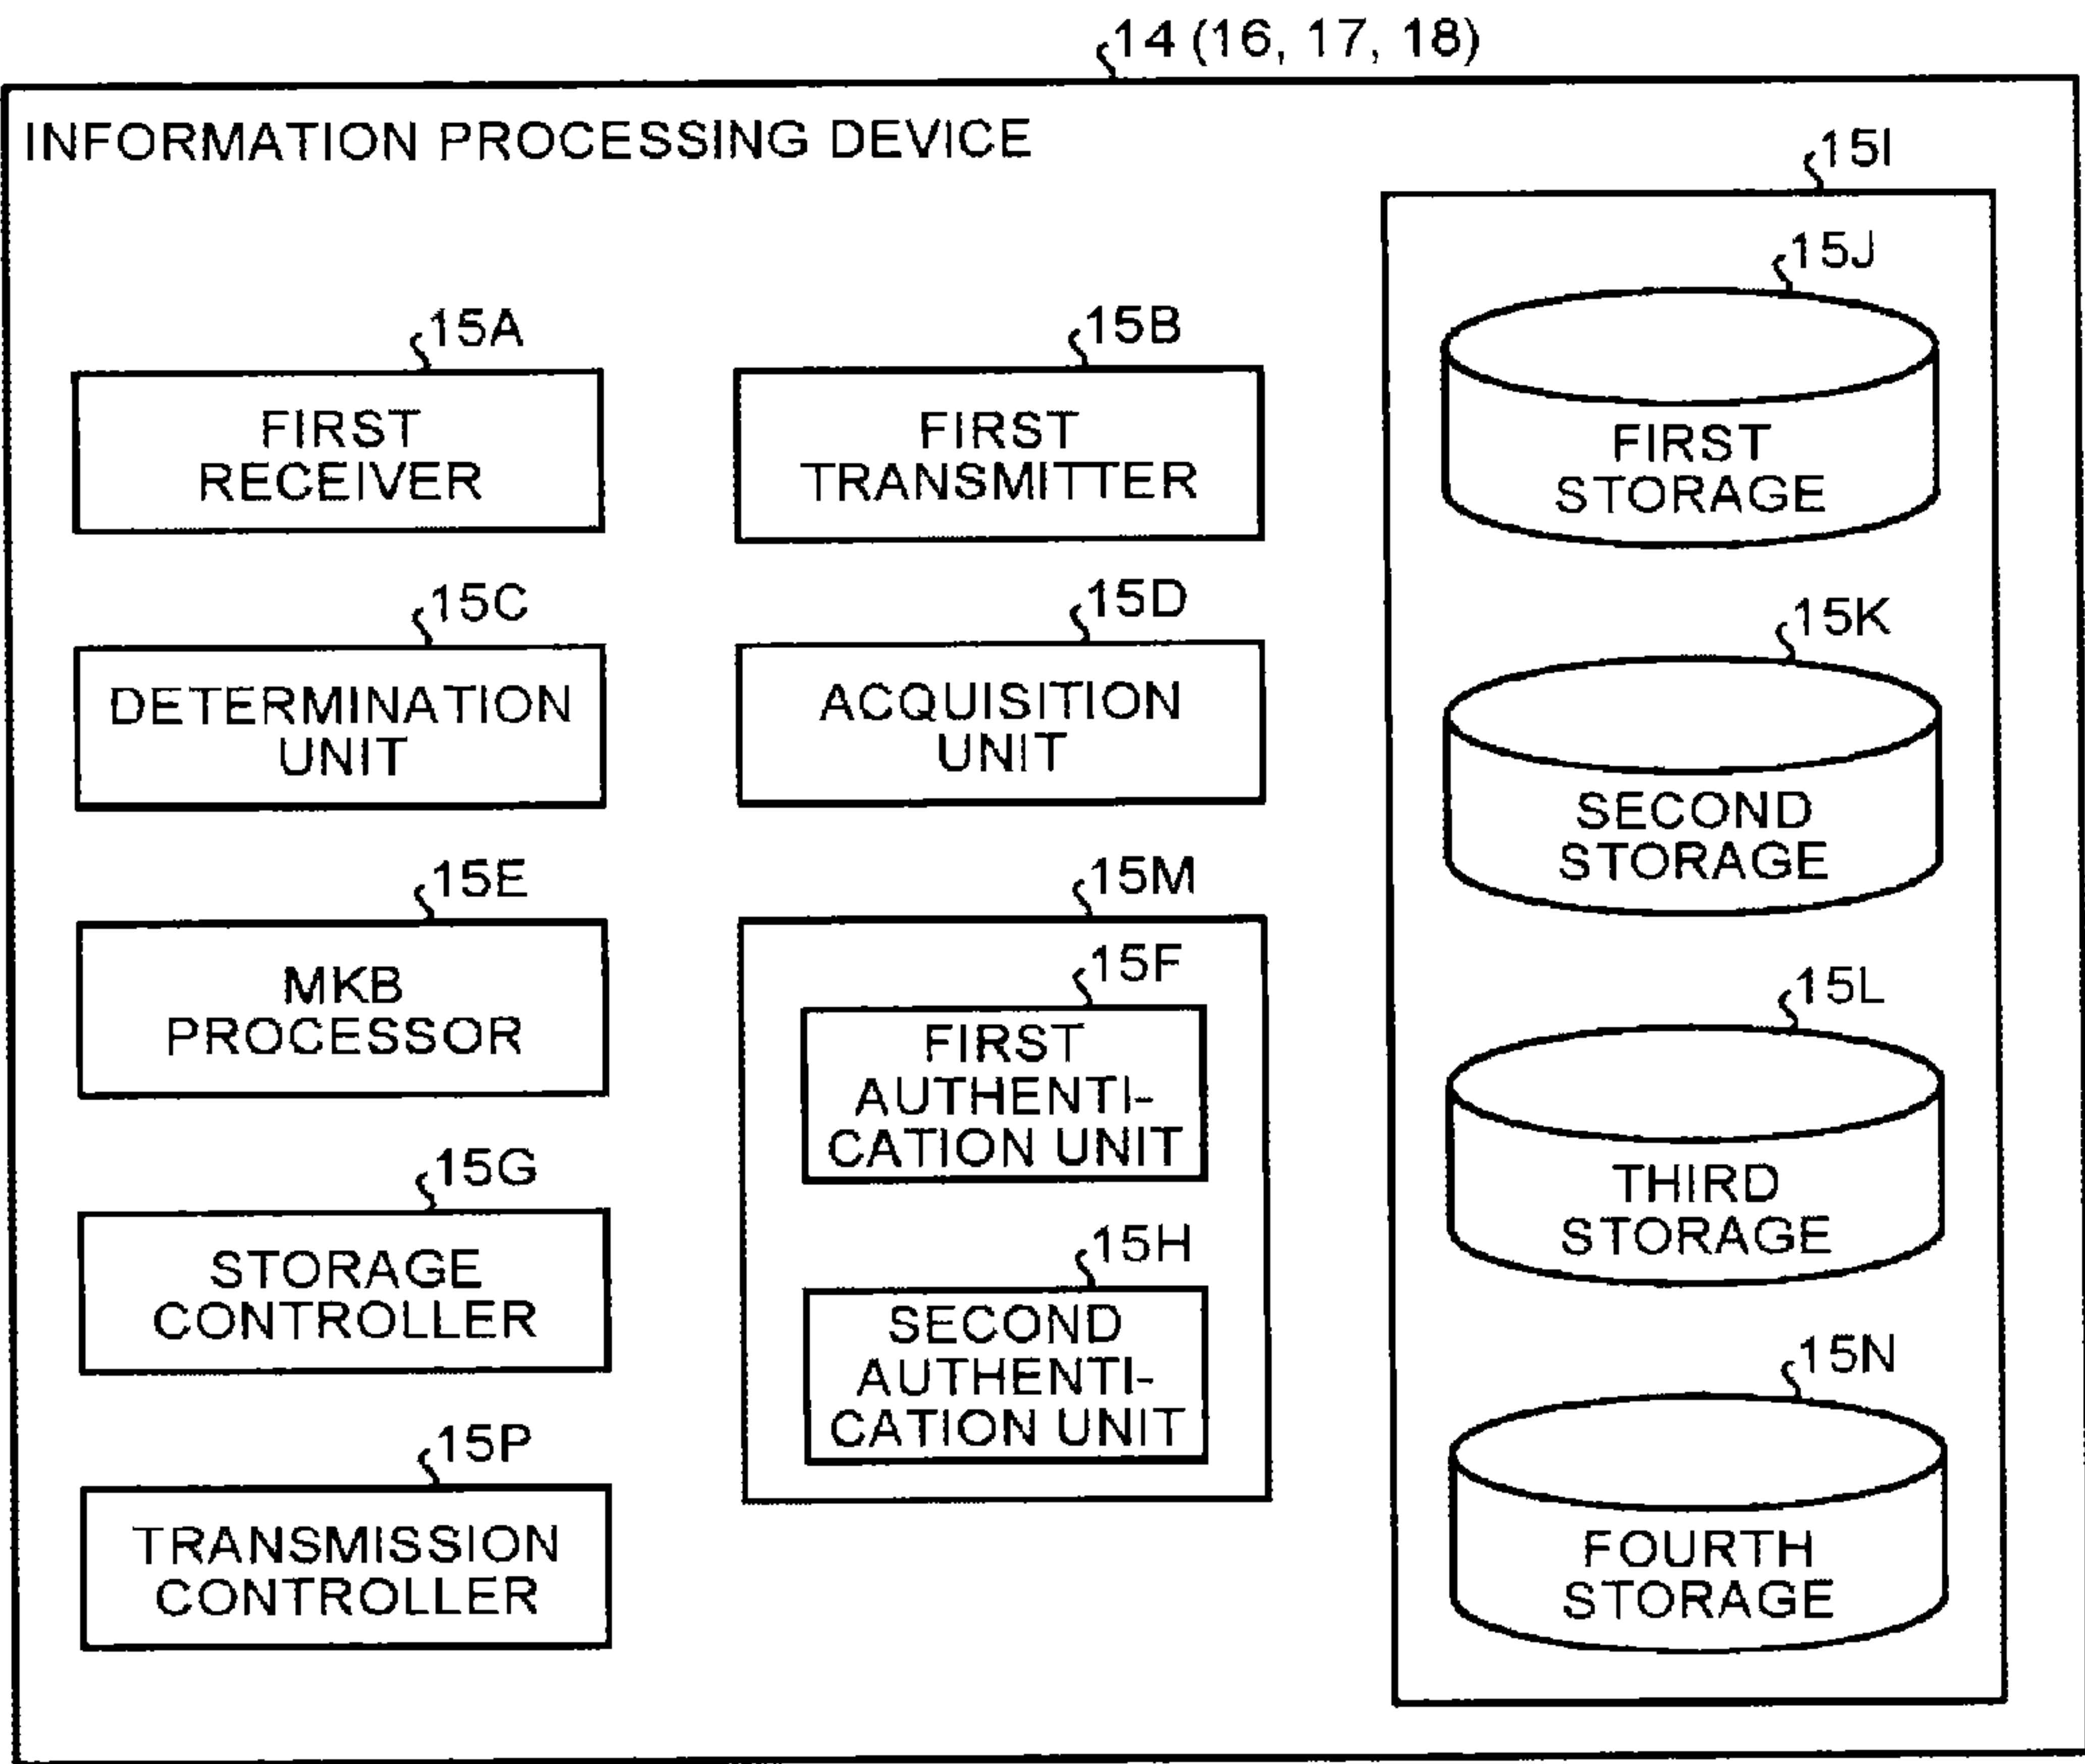 14 (16, 17, 18)
INFORMATION PROCESSING DEVICE
15A
FIRST
RECEIVER
15B
FIRST
TRANSMITTER
15C
DETERMINATION
UNIT
15D
ACQUISITION
UNIT
15E
MKB
PROCESSOR
15M
15F
FIRST
AUTHENTI-
CATION UNIT
15G
STORAGE
CONTROLLER
15H
SECOND
AUTHENTI-
CATION UNIT
15P
TRANSMISSION
CONTROLLER
15I
15J
FIRST
STORAGE
15K
SECOND
STORAGE
15L
THIRD
STORAGE
15N
FOURTH
STORAGE